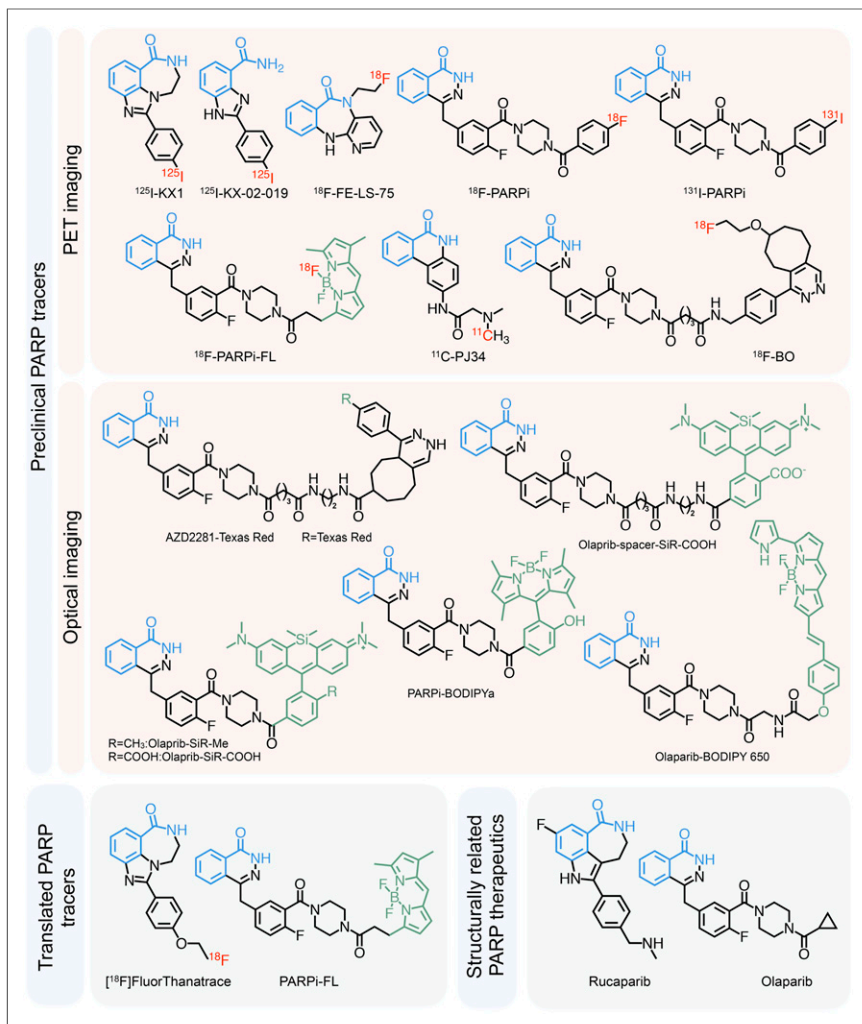 Preclinical PARP tracers
PET imaging
¹²⁵I-KX1
¹²⁵I-KX-02-019
¹⁸F-FE-LS-75
¹⁸F-PARPi
¹³¹I-PARPi
¹⁸F-PARPi-FL
¹¹C-PJ34
¹⁸F-BO
Optical imaging
AZD2281-Texas Red
R=Texas Red
Olaprib-spacer-SiR-COOH
PARPi-BODIPYa
R=CH₃:Olaprib-SiR-Me
R=COOH:Olaprib-SiR-COOH
Olaparib-BODIPY 650
Translated PARP
tracers
[¹⁸F]FluorThanatrace
PARPi-FL
Structurally related
PARP therapeutics
Rucaparib
Olaparib